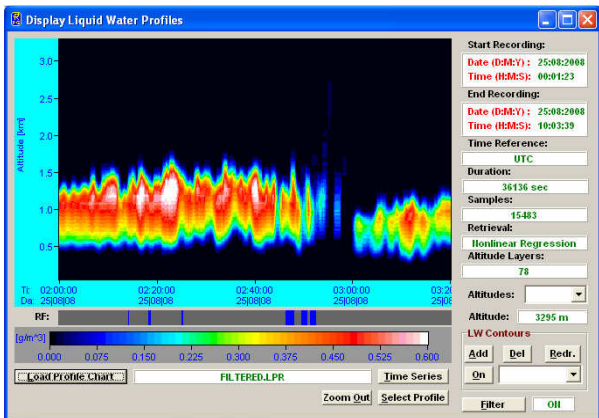 Display Liquid Water Profiles
Start Recording:
Date (D:M:Y) : 25:08:2008
Time (H:M:S): 00:01:23
End Recording:
Date (D:M:Y) : 25:08:2008
Time (H:M:S): 10:03:39
Time Reference:
UTC
Duration:
36136 sec
Samples:
15483
Retrieval:
Nonlinear Regression
Altitude Layers:
78
Altitudes:
Altitude: 3295 m
LW Contours
Add Del Redr.
On
Filter
Altitude [km]
3.0
2.5
2.0
1.5
1.0
0.5
Ti: 02:00:00 02:20:00 02:40:00 03:00:00 03:20
Da: 25|08|08 25|08|08 25|08|08 25|08|08 25|0
RF:
[g/m^3]
0.000 0.075 0.150 0.225 0.300 0.375 0.450 0.525 0.600
Load Profile Chart FILTERED.LPR Time Series
Zoom Out Select Profile